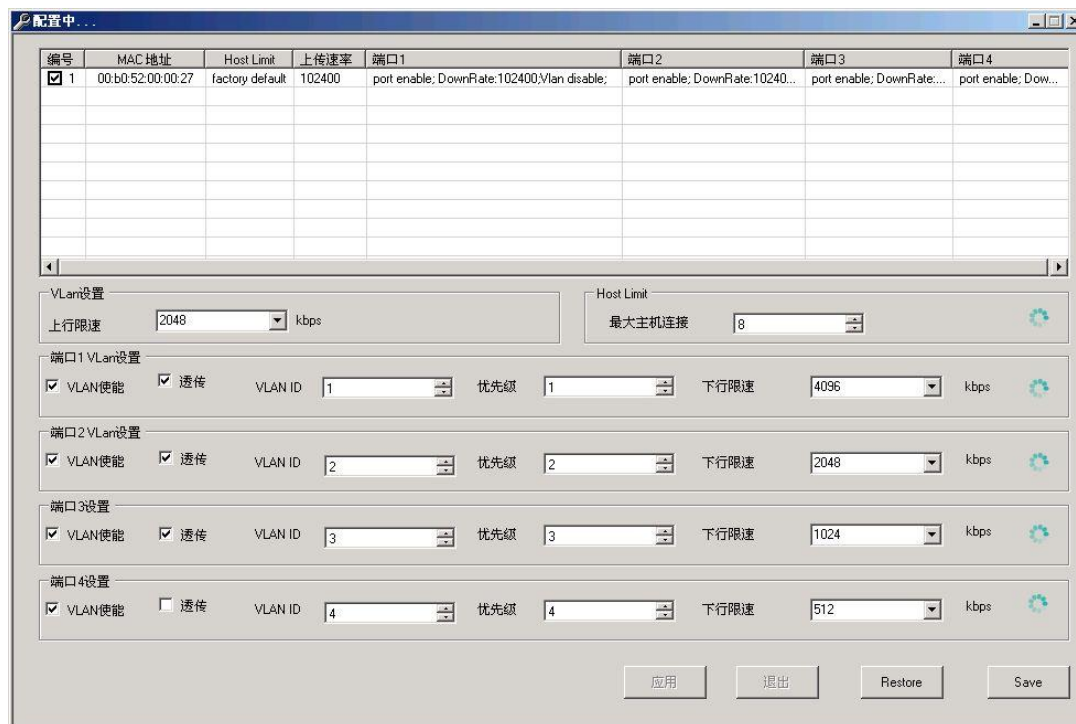 配置中...
编号 MAC 地址 Host Limit 上传速率 端口1 端口2 端口3 端口4
1 00:b0:52:00:00:27 factory default 102400 port enable; DownRate:102400;Vlan disable; port enable; DownRate:10240... port enable; DownRate:... port enable; Dow...
VLan设置 Host Limit
上行限速 2048 kbps 最大主机连接 8
端口1 VLan设置
VLAN使能 透传 VLAN ID 1 优先级 1 下行限速 4096 kbps
端口2 VLan设置
VLAN使能 透传 VLAN ID 2 优先级 2 下行限速 2048 kbps
端口3设置
VLAN使能 透传 VLAN ID 3 优先级 3 下行限速 1024 kbps
端口4设置
VLAN使能 透传 VLAN ID 4 优先级 4 下行限速 512 kbps
应用 退出 Restore Save